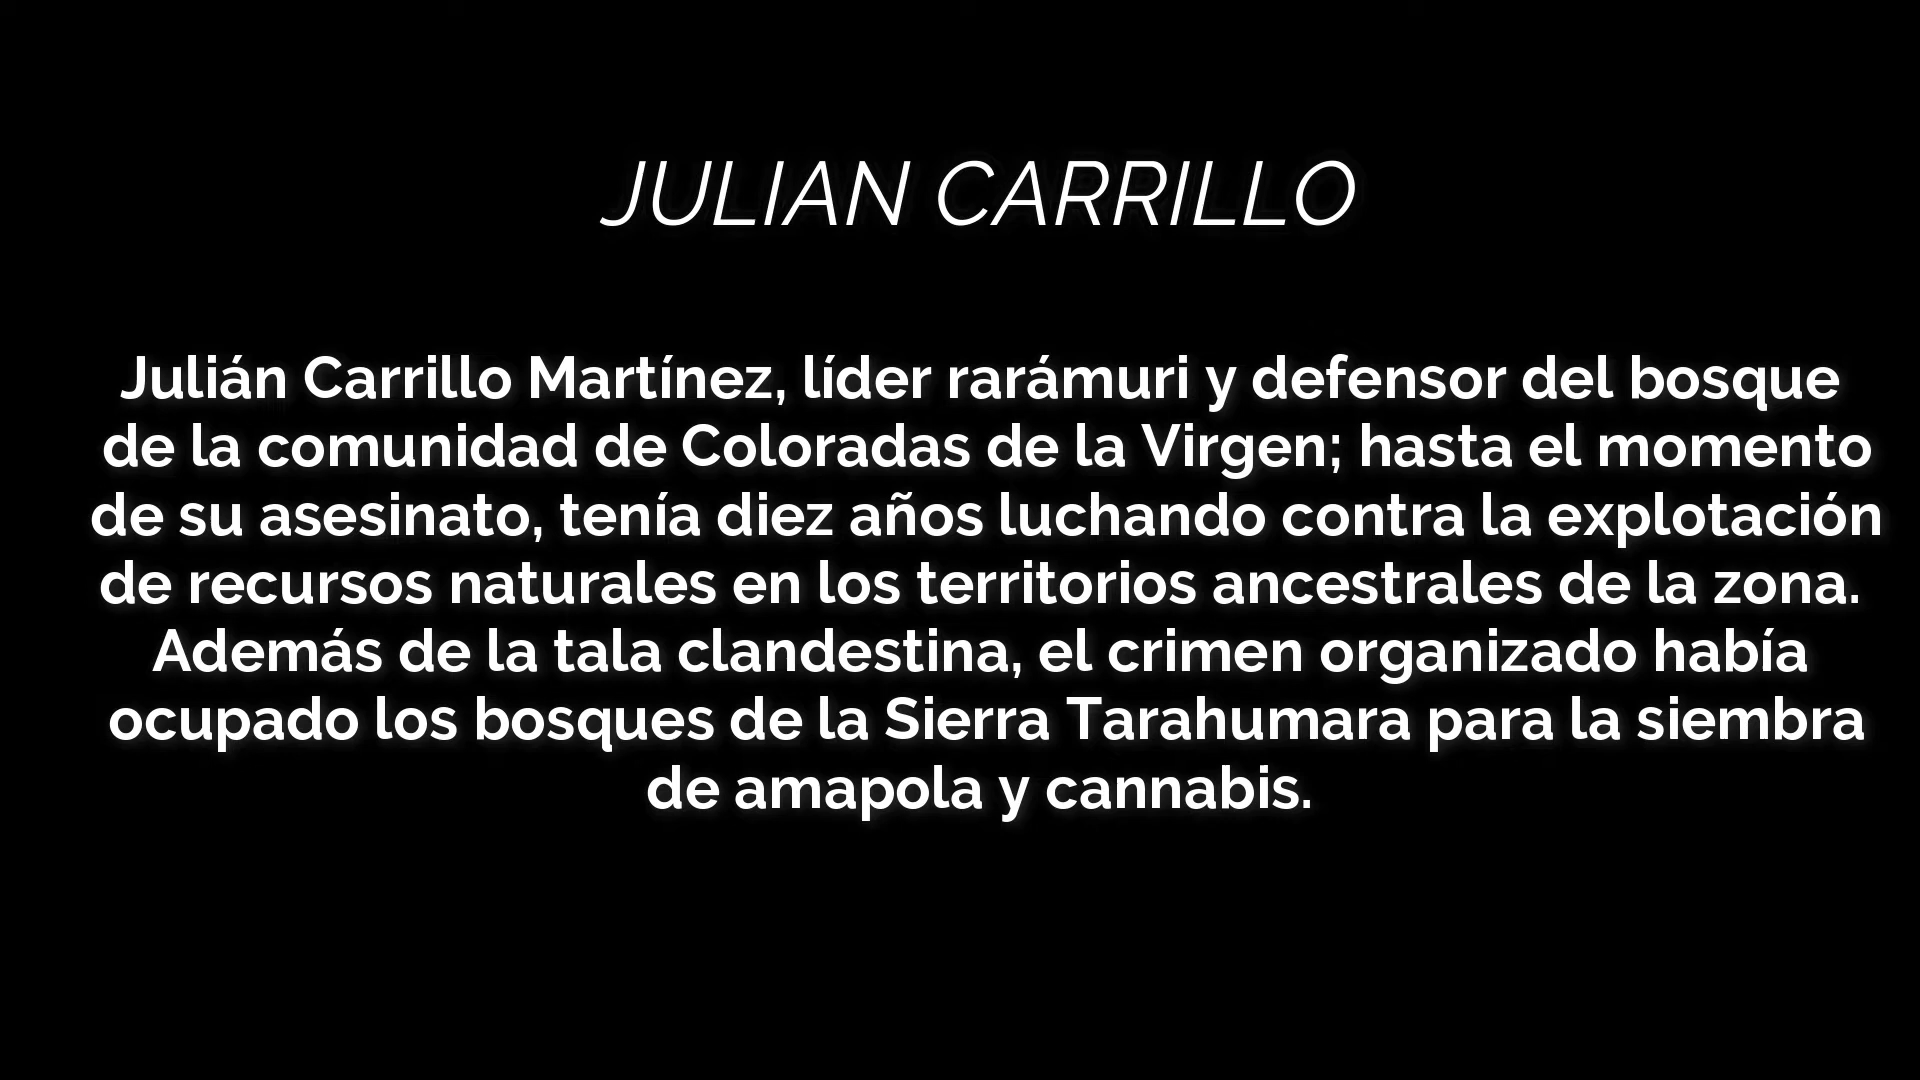 JULIAN CARRILLO
Julián Carrillo Martínez, líder rarámuri y defensor del bosque
de la comunidad de Coloradas de la Virgen; hasta el momento
de su asesinato, tenía diez años luchando contra la explotación
de recursos naturales en los territorios ancestrales de la zona.
Además de la tala clandestina, el crimen organizado había
ocupado los bosques de la Sierra Tarahumara para la siembra
de amapola y cannabis.